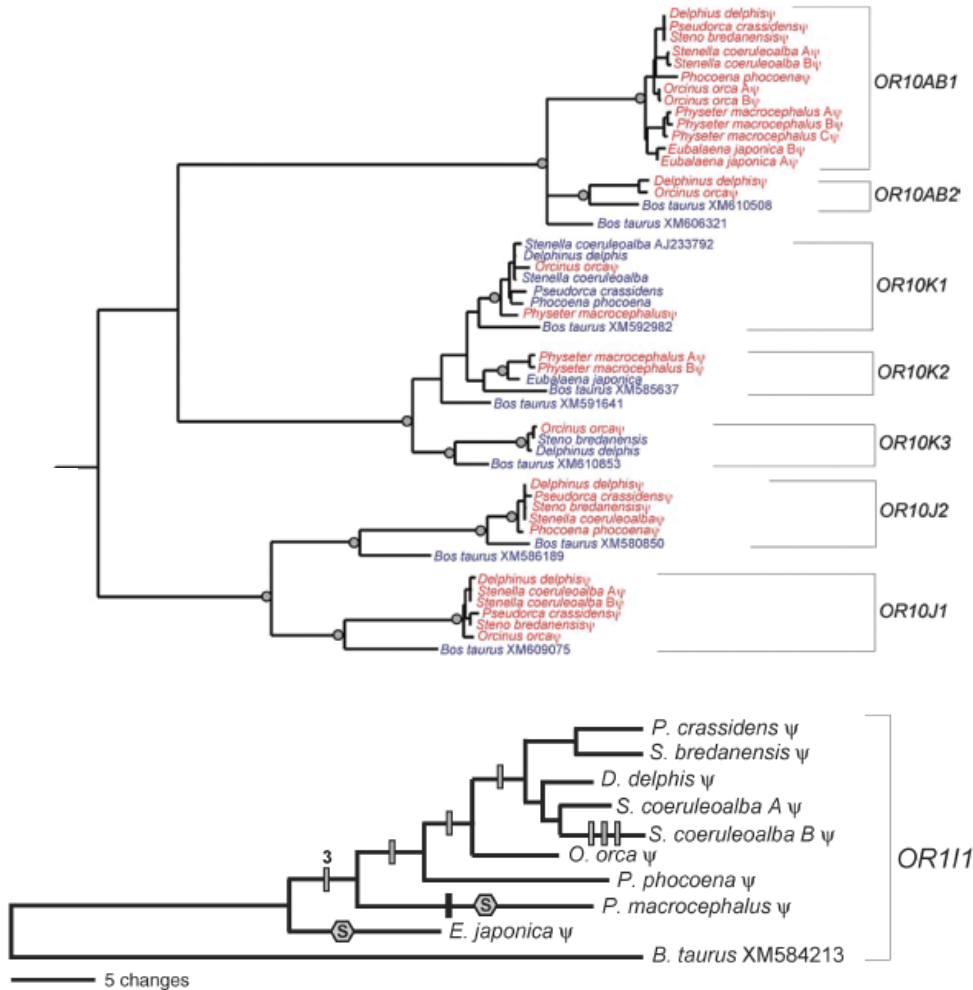 Delphius delphisψ
Pseudorca crassidensψ
Steno bredanensisψ
Stenella coeruleoalba Aψ
Stenella coeruleoalba Bψ
Phocoena phocoenaψ
Orcinus orca Aψ
Orcinus orca Bψ
Physeter macrocephalus Aψ
Physeter macrocephalus Bψ
Physeter macrocephalus Cψ
Eubalaena japonica Bψ
Eubalaena japonica Aψ
OR10AB1
Delphinus delphisψ
Orcinus orcaψ
Bos taurus XM610508
OR10AB2
Bos taurus XM606321
Stenella coeruleoalba AJ233792
Delphinus delphis
Orcinus orcaψ
Stenella coeruleoalba
Pseudorca crassidens
Phocoena phocoena
Physeter macrocephalusψ
Bos taurus XM592982
OR10K1
Physeter macrocephalus Aψ
Physeter macrocephalus Bψ
Eubalaena japonica
Bos taurus XM585637
OR10K2
Bos taurus XM591641
Orcinus orcaψ
Steno bredanensis
Delphinus delphis
Bos taurus XM610853
OR10K3
Delphinus delphisψ
Pseudorca crassidensψ
Steno bredanensisψ
Stenella coeruleoalbaψ
Phocoena phocoenaψ
Bos taurus XM580850
OR10J2
Bos taurus XM586189
Delphinus delphisψ
Stenella coeruleoalba Aψ
Stenella coeruleoalba Bψ
Pseudorca crassidensψ
Steno bredanensisψ
Orcinus orcaψ
Bos taurus XM609075
OR10J1
P. crassidens ψ
S. bredanensis ψ
D. delphis ψ
S. coeruleoalba A ψ
S. coeruleoalba B ψ
O. orca ψ
OR1I1
3
P. phocoena ψ
S
P. macrocephalus ψ
S
E. japonica ψ
B. taurus XM584213
5 changes